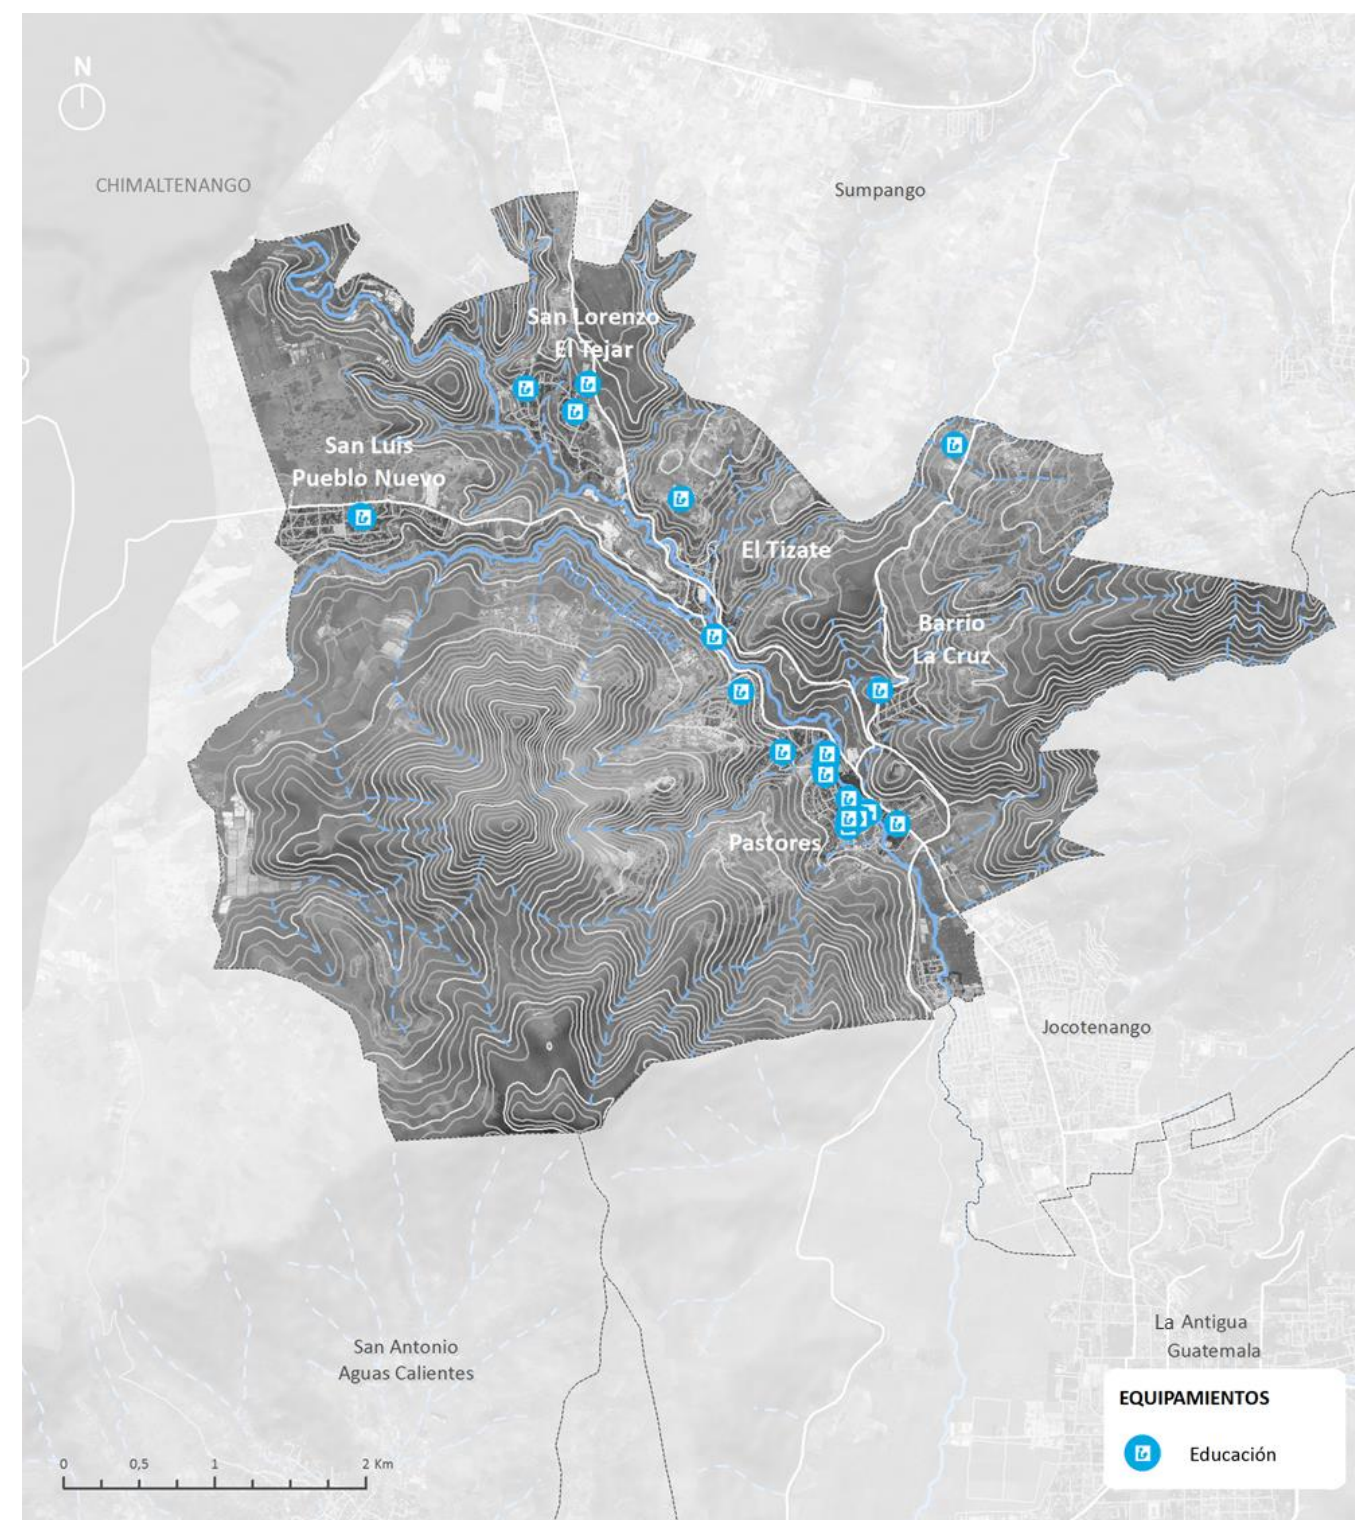 N
CHIMALTENANGO
Sumpango
San Lorenzo
El Tejar
San Luis
Pueblo Nuevo
El Tizate
Barrio
La Cruz
Pastores
Jocotenango
La Antigua
Guatemala
San Antonio
Aguas Calientes
EQUIPAMIENTOS
Educación
0 0,5 1 2 Km